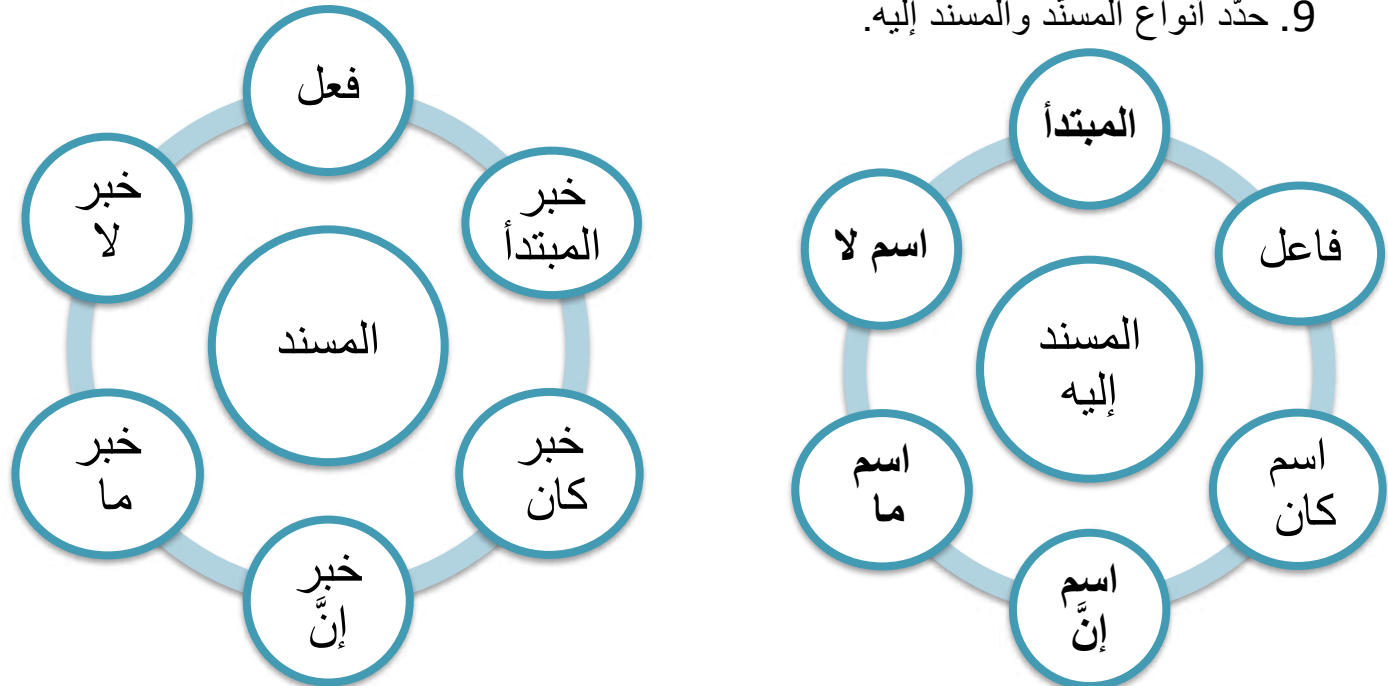 9. حدّد أنواع المسنّد والمسند إليه.
المبتدأ
فاعل
اسم
كان
اسم
إنَّ
اسم
ما
اسم لا
المسند
إليه
فعل
خبر
المبتدأ
خبر
كان
خبر
إنَّ
خبر
ما
خبر
لا
المسند